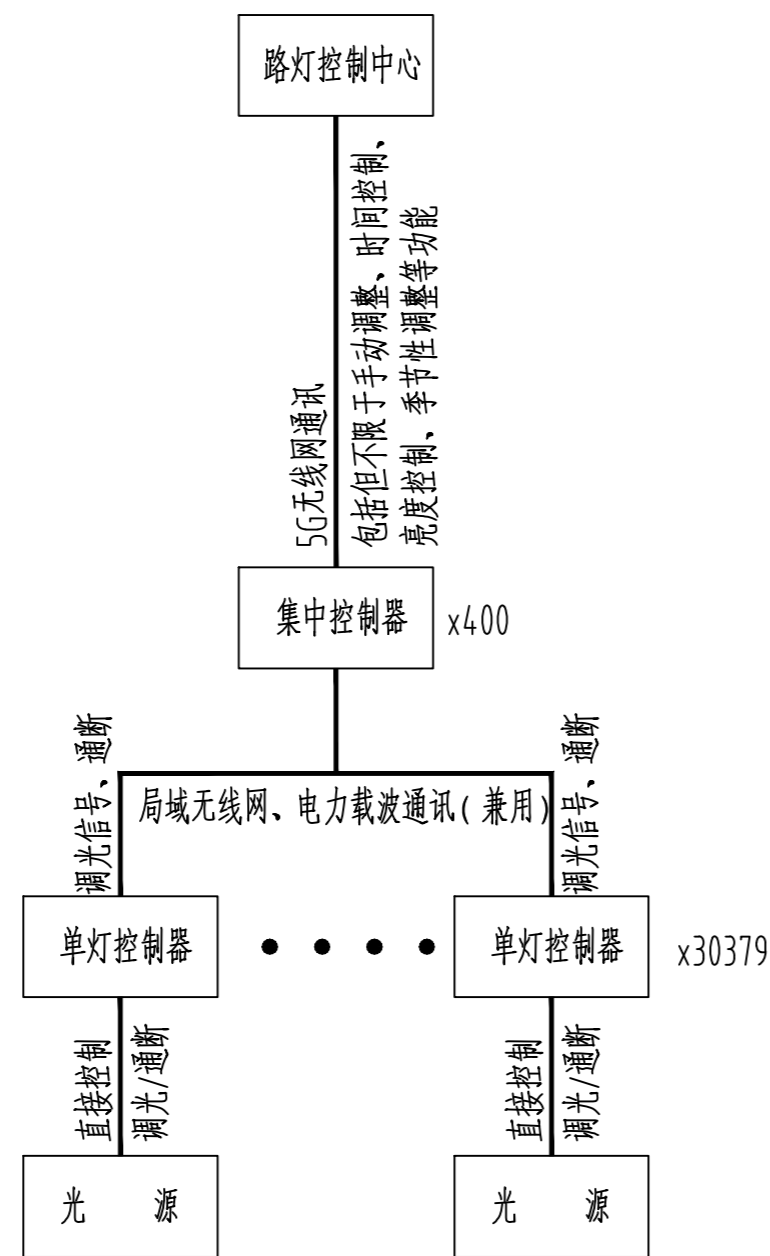 路灯控制中心
5G无线网通讯
包括但不限于手动调整、时间控制、
亮度控制、季节性调整等功能
集中控制器
x400
调光信号、通断
局域无线网、电力载波通讯(兼用)
调光信号、通断
单灯控制器
单灯控制器
x30379
直接控制
调光/通断
直接控制
调光/通断
光 源
光 源